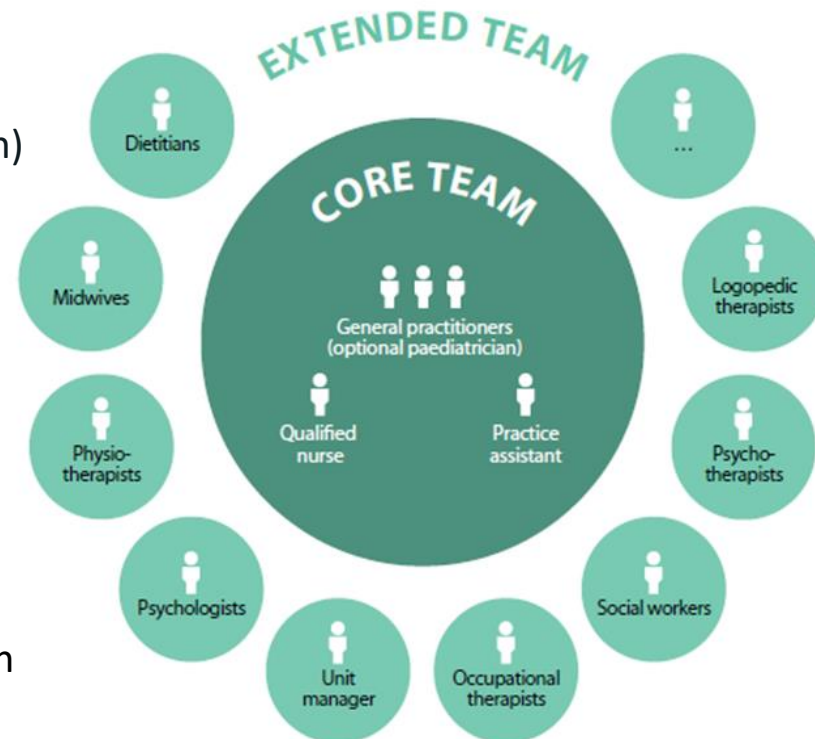 EXTENDED TEAM
n)
Dietitians
...
CORE TEAM
Midwives
Logopedic
therapists
General practitioners
(optional paediatrician)
Physio-
therapists
Qualified
nurse
Practice
assistant
Psycho-
therapists
Psychologists
Social workers
n
Unit
manager
Occupational
therapists